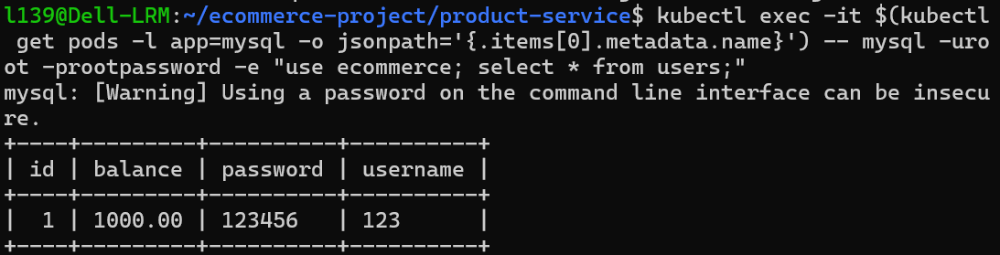 l139@Dell-LRM:~/ecommerce-project/product-service$ kubectl exec -it $(kubectl
 get pods -l app=mysql -o jsonpath='{.items[0].metadata.name}') -- mysql -uro
ot -prootpassword -e "use ecommerce; select * from users;"
mysql: [Warning] Using a password on the command line interface can be insecu
re.
+----+---------+----------+----------+
| id | balance | password | username |
+----+---------+----------+----------+
|  1 | 1000.00 | 123456   | 123      |
+----+---------+----------+----------+